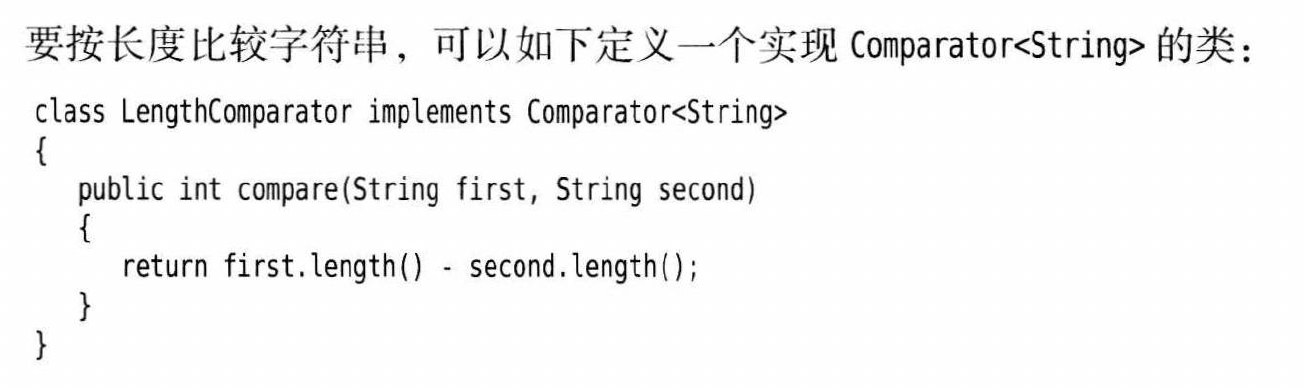 要按长度比较字符串，可以如下定义一个实现 Comparator<String> 的类：
class LengthComparator implements Comparator<String>
{
   public int compare(String first, String second)
   {
      return first.length() - second.length();
   }
}